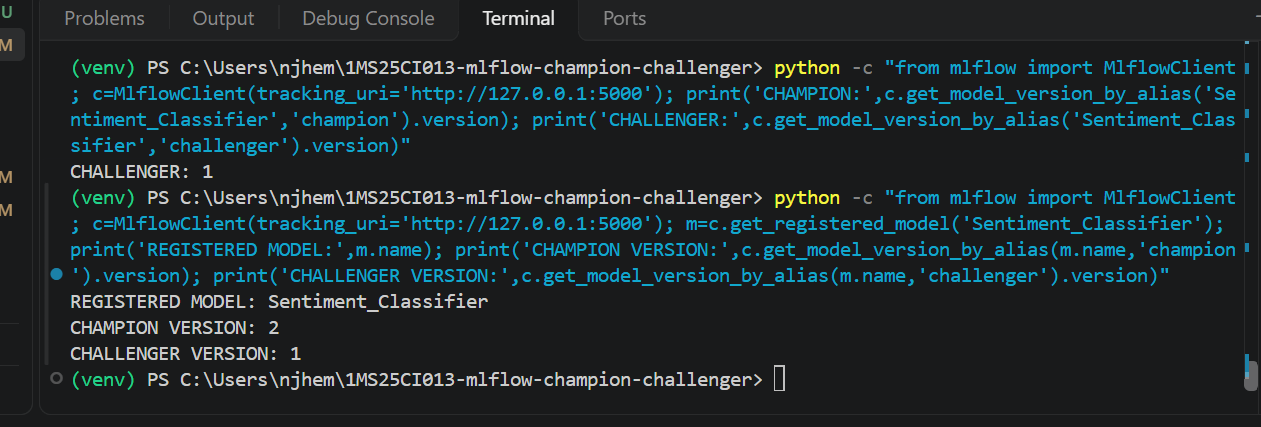 U
Problems Output Debug Console Terminal Ports
M
(venv) PS C:\Users\njhem\1MS25CI013-mlflow-champion-challenger> python -c "from mlflow import MlflowClient
; c=MlflowClient(tracking_uri='http://127.0.0.1:5000'); print('CHAMPION:',c.get_model_version_by_alias('Se
ntiment_Classifier','champion').version); print('CHALLENGER:',c.get_model_version_by_alias('Sentiment_Clas
sifier','challenger').version)"
CHALLENGER: 1
M
(venv) PS C:\Users\njhem\1MS25CI013-mlflow-champion-challenger> python -c "from mlflow import MlflowClient
M
; c=MlflowClient(tracking_uri='http://127.0.0.1:5000'); m=c.get_registered_model('Sentiment_Classifier');
print('REGISTERED MODEL:',m.name); print('CHAMPION VERSION:',c.get_model_version_by_alias(m.name,'champion
').version); print('CHALLENGER VERSION:',c.get_model_version_by_alias(m.name,'challenger').version)"
REGISTERED MODEL: Sentiment_Classifier
CHAMPION VERSION: 2
CHALLENGER VERSION: 1
(venv) PS C:\Users\njhem\1MS25CI013-mlflow-champion-challenger>